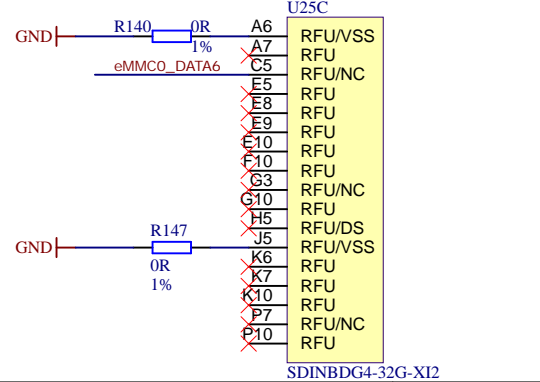 U25C
GND R140 0R A6 RFU/VSS
1%
A7 RFU
eMMC0_DATA6 C5 RFU/NC
E5 RFU
E8 RFU
E9 RFU
E10 RFU
F10 RFU
G3 RFU/NC
G10 RFU
H5 RFU/DS
GND R147 J5 RFU/VSS
0R
1%
K6 RFU
K7 RFU
K10 RFU
P7 RFU/NC
P10 RFU
SDINBDG4-32G-XI2